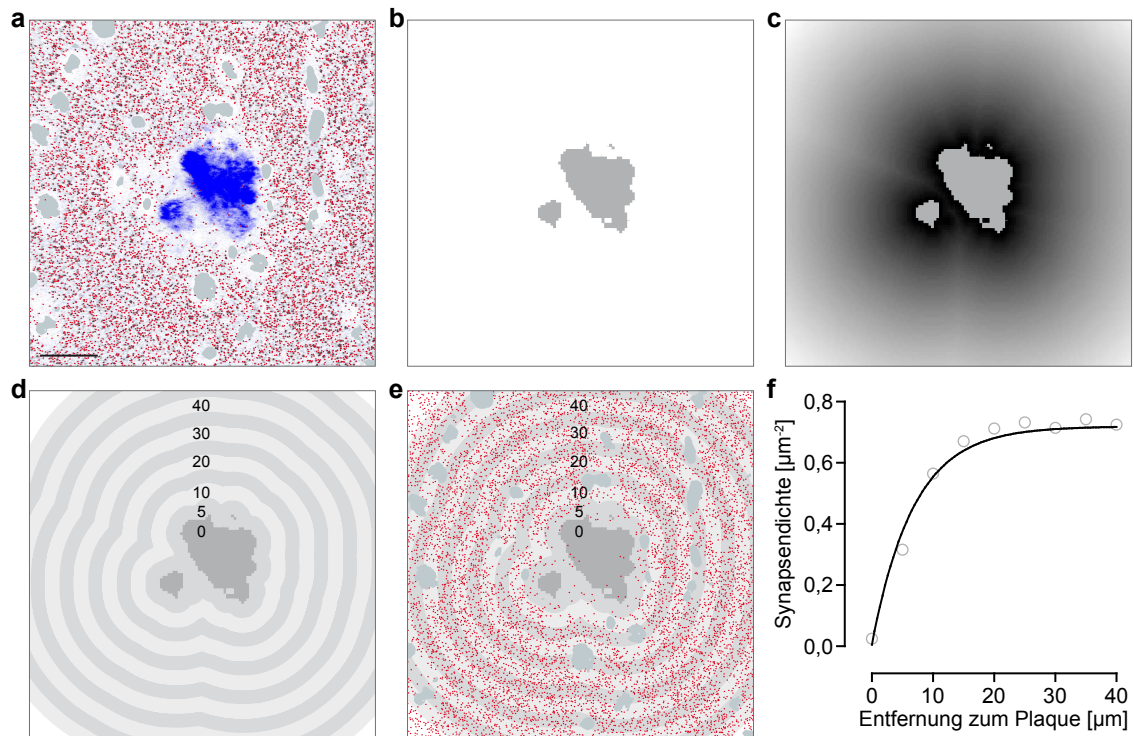 a
b
c
d
40
30
20
10
5
0
e
40
30
20
10
5
0
f
0,8
0,6
0,4
0,2
0,0
Synapsendichte [µm⁻²]
0 10 20 30 40
Entfernung zum Plaque [µm]